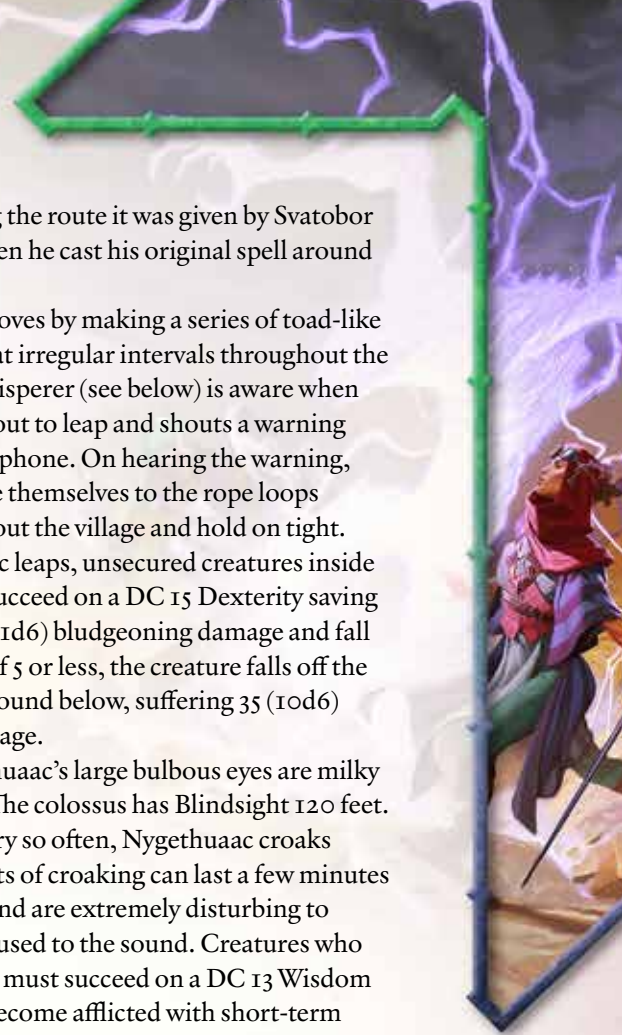 g the route it was given by Svatobor
en he cast his original spell around
oves by making a series of toad-like
at irregular intervals throughout the
isperer (see below) is aware when
out to leap and shouts a warning
phone. On hearing the warning,
e themselves to the rope loops
out the village and hold on tight.
c leaps, unsecured creatures inside
ucceed on a DC 15 Dexterity saving
1d6) bludgeoning damage and fall
f 5 or less, the creature falls off the
ound below, suffering 35 (10d6)
age.
uaac’s large bulbous eyes are milky
The colossus has Blindsight 120 feet.
ry so often, Nygethuaac croaks
ts of croaking can last a few minutes
nd are extremely disturbing to
used to the sound. Creatures who
must succeed on a DC 13 Wisdom
ecome afflicted with short-term